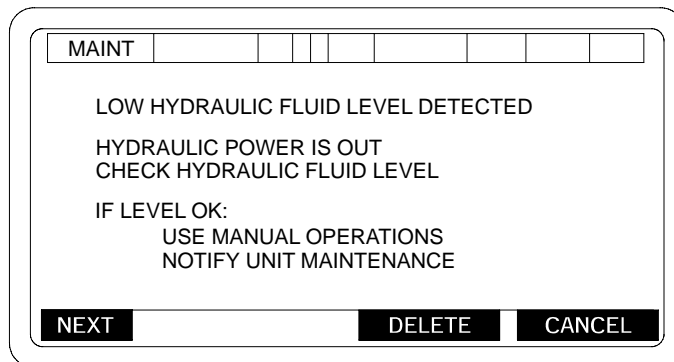 MAINT
LOW HYDRAULIC FLUID LEVEL DETECTED
HYDRAULIC POWER IS OUT
CHECK HYDRAULIC FLUID LEVEL
IF LEVEL OK:
USE MANUAL OPERATIONS
NOTIFY UNIT MAINTENANCE
NEXT DELETE CANCEL